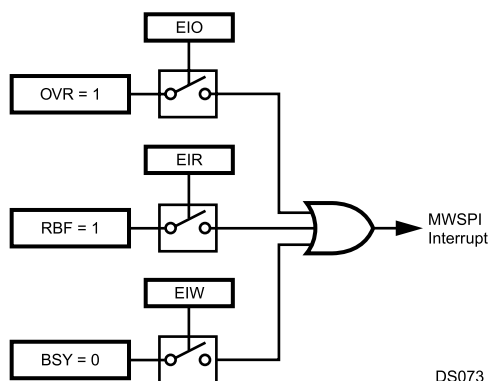 EIO
OVR = 1
EIR
RBF = 1
MWSPI
Interrupt
EIW
BSY = 0
DS073